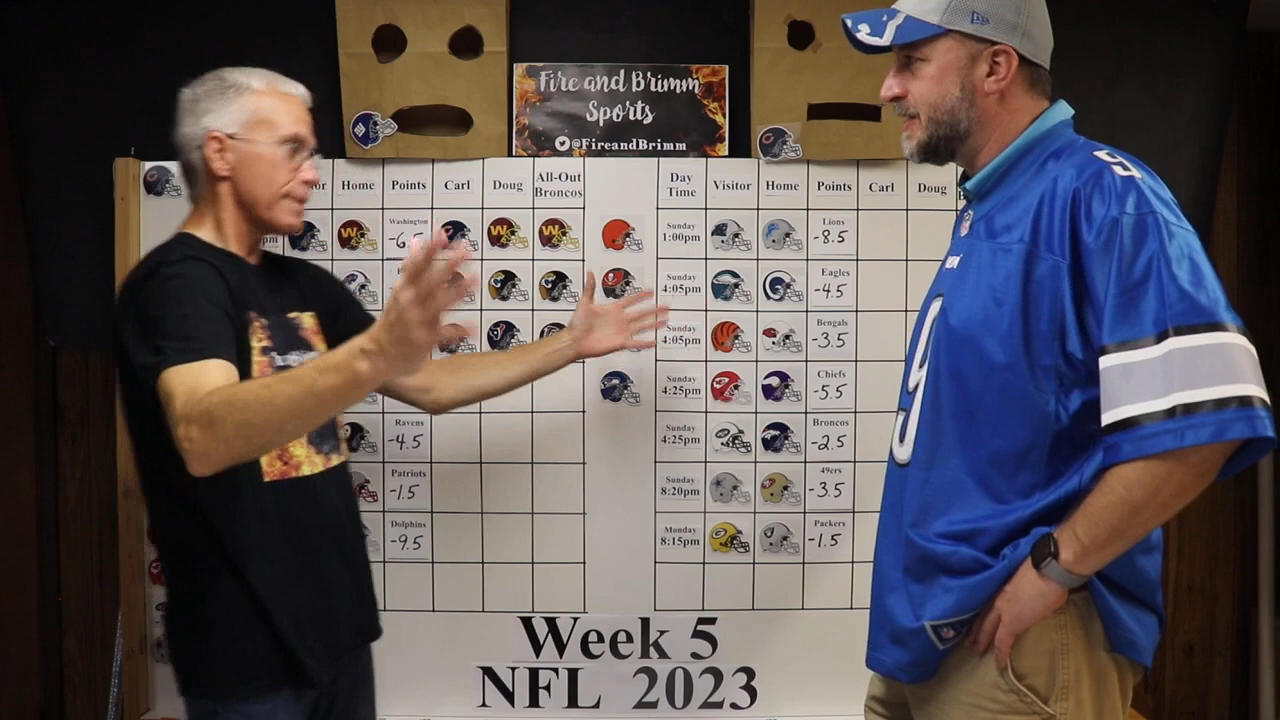 Fire and Brimm
Sports
@FireandBrimm
Home Points Carl Doug All-Out Broncos
Washington
-6
Ravens
-4.5
Patriots
-1.5
Dolphins
-9.5
Day Time Visitor Home Points Carl Doug
Sunday 1:00pm Lions -8.5
Sunday 4:05pm Eagles -4.5
Sunday 4:05pm Bengals -3.5
Sunday 4:25pm Chiefs -5.5
Sunday 4:25pm Broncos -2.5
Sunday 8:20pm 49ers -3.5
Monday 8:15pm Packers -1.5
Week 5
NFL 2023
9
9